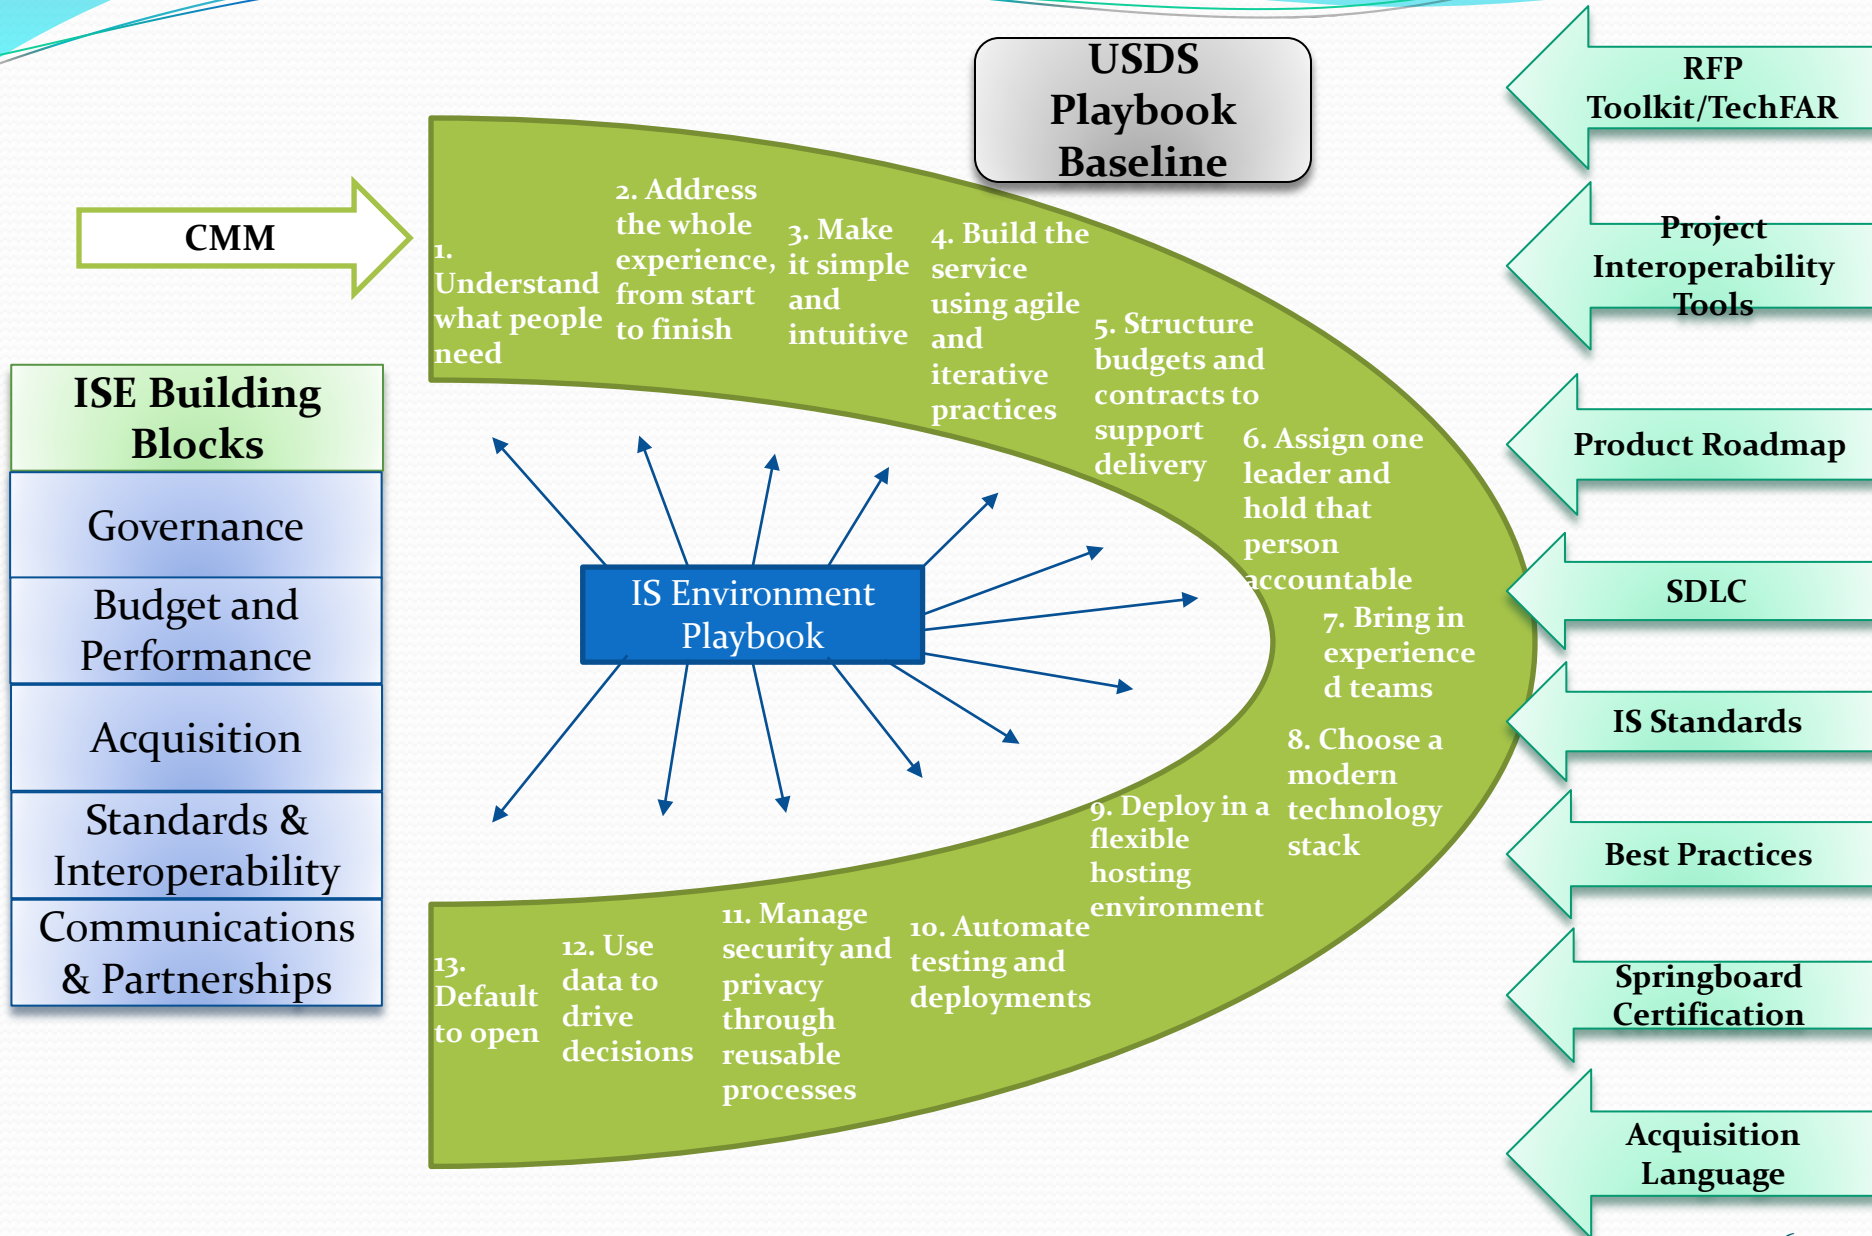 USDS
Playbook
Baseline
CMM
ISE Building
Blocks
Governance
Budget and
Performance
Acquisition
Standards &
Interoperability
Communications
& Partnerships
1.
Understand
what people
need
2. Address
the whole
experience,
from start
to finish
3. Make
it simple
and
intuitive
4. Build the
service
using agile
and
iterative
practices
5. Structure
budgets and
contracts to
support
delivery
6. Assign one
leader and
hold that
person
accountable
7. Bring in
experience
d teams
8. Choose a
modern
technology
stack
9. Deploy in a
flexible
hosting
environment
10. Automate
testing and
deployments
11. Manage
security and
privacy
through
reusable
processes
12. Use
data to
drive
decisions
13.
Default
to open
IS Environment
Playbook
RFP
Toolkit/TechFAR
Project
Interoperability
Tools
Product Roadmap
SDLC
IS Standards
Best Practices
Springboard
Certification
Acquisition
Language